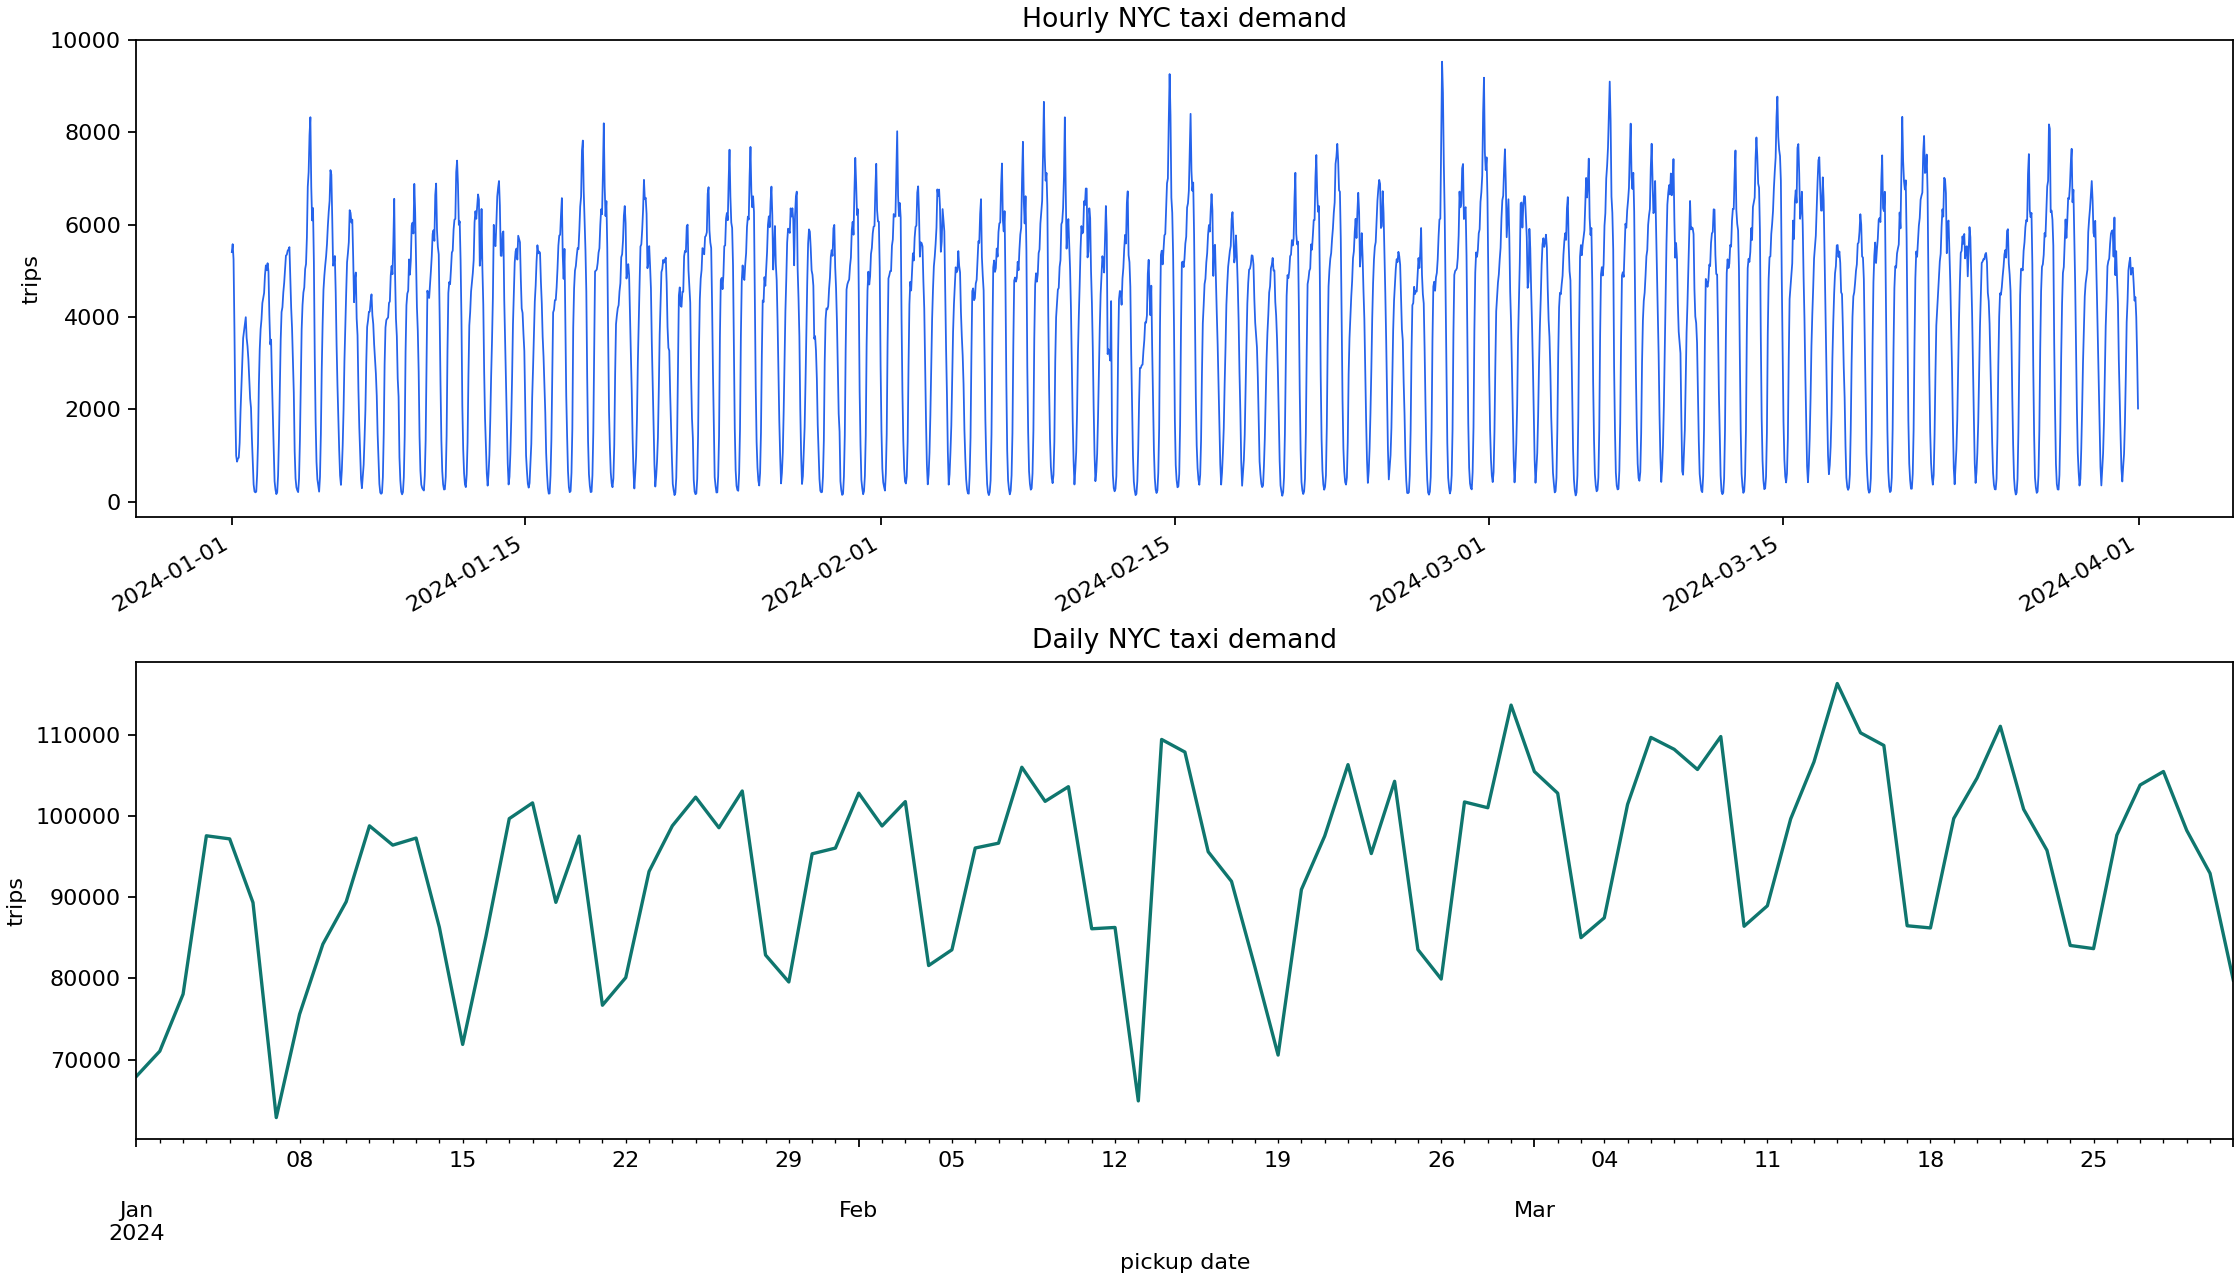 Hourly NYC taxi demand
10000
8000
6000
4000
2000
0
trips
2024-01-01
2024-01-15
2024-02-01
2024-02-15
2024-03-01
2024-03-15
2024-04-01
Daily NYC taxi demand
110000
100000
90000
80000
70000
trips
08 15 22 29 05 12 19 26 04 11 18 25
Jan Feb Mar
2024
pickup date